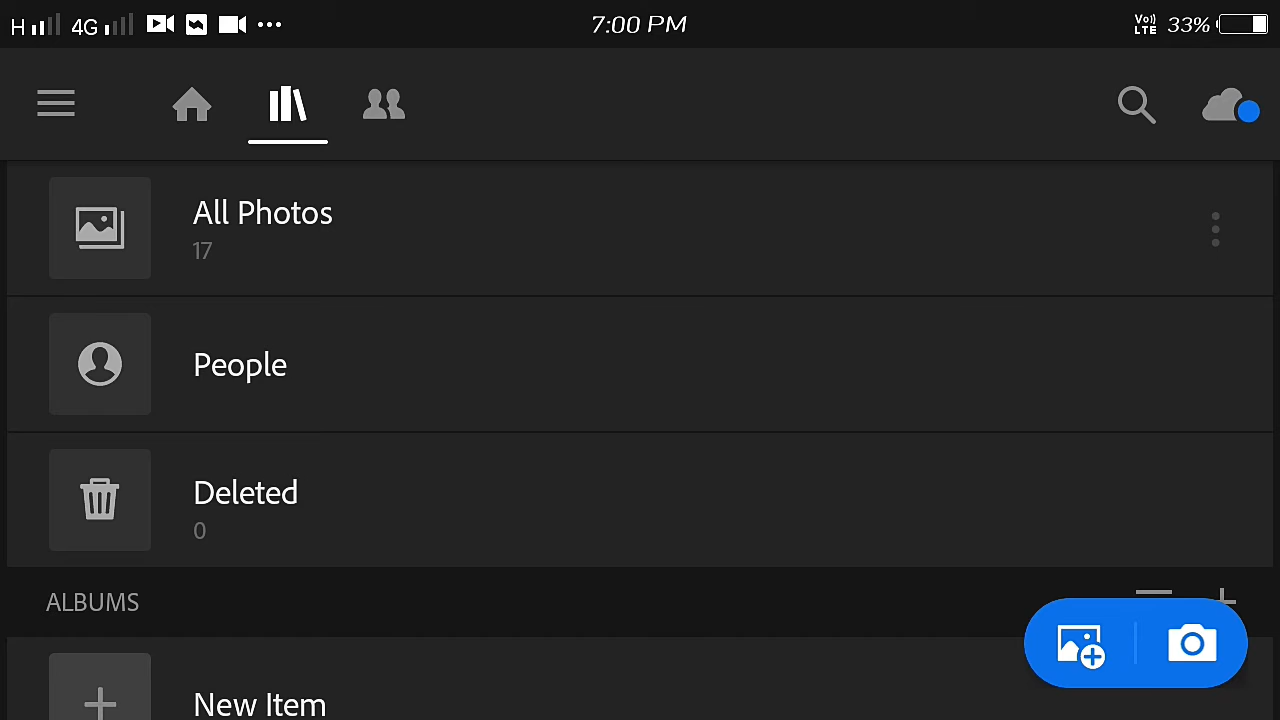 H 4G 7:00 PM Vo)) LTE 33%
All Photos
17
People
Deleted
0
ALBUMS
New Item